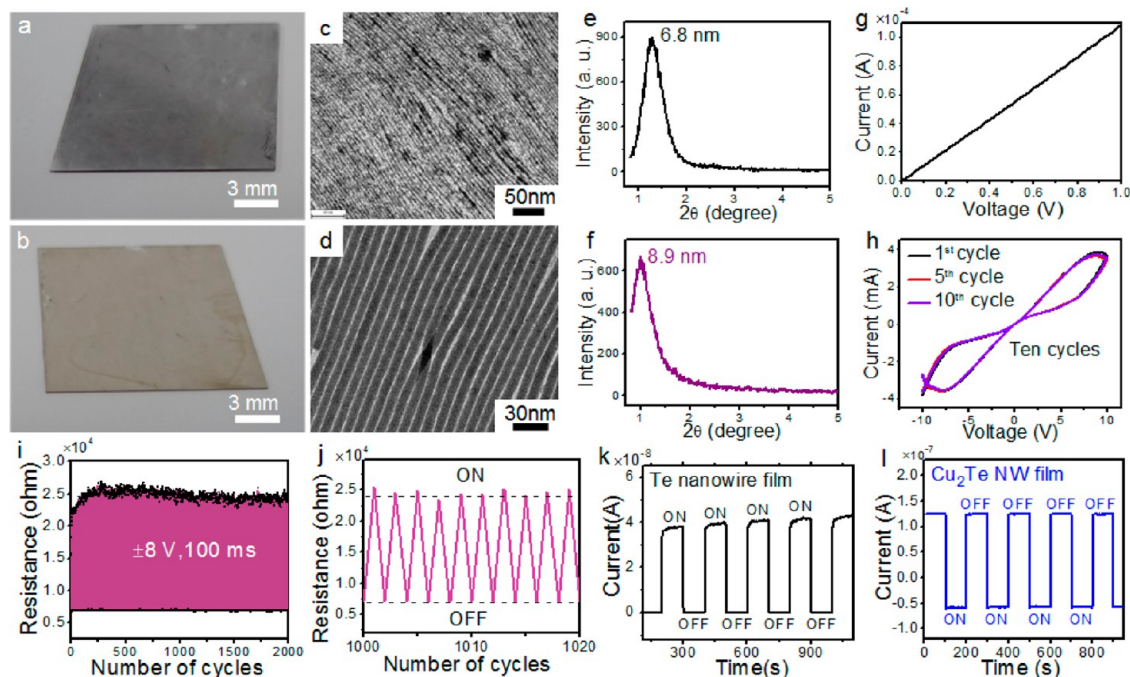 a
3 mm
b
3 mm
c
50nm
d
30nm
e
6.8 nm
900
600
300
0
Intensity (a. u.)
1 2 3 4 5
2θ (degree)
f
8.9 nm
600
400
200
0
Intensity (a. u.)
1 2 3 4 5
2θ (degree)
g
×10⁻⁴
1.0
0.8
0.6
0.4
0.2
0.0
Current (A)
0.0 0.2 0.4 0.6 0.8 1.0
Voltage (V)
h
1ˢᵗ cycle
5ᵗʰ cycle
10ᵗʰ cycle
Ten cycles
4
2
0
-2
-4
Current (mA)
-10 -5 0 5 10
Voltage (V)
i
×10⁴
3.0
2.5
2.0
1.5
1.0
0.5
Resistance (ohm)
±8 V,100 ms
0 500 1000 1500 2000
Number of cycles
j
×10⁴
3.0
2.5
2.0
1.5
1.0
0.5
Resistance (ohm)
ON
OFF
1000 1010 1020
Number of cycles
k
×10⁻⁸
Te nanowire film
8
6
4
2
0
Current(A)
ON ON ON ON
OFF OFF OFF OFF
300 600 900
Time(s)
l
×10⁻⁷
Cu₂Te NW film
2.0
1.5
1.0
0.5
0.0
-0.5
-1.0
Current (A)
OFF OFF OFF OFF
ON ON ON ON
0 200 400 600 800
Time (s)